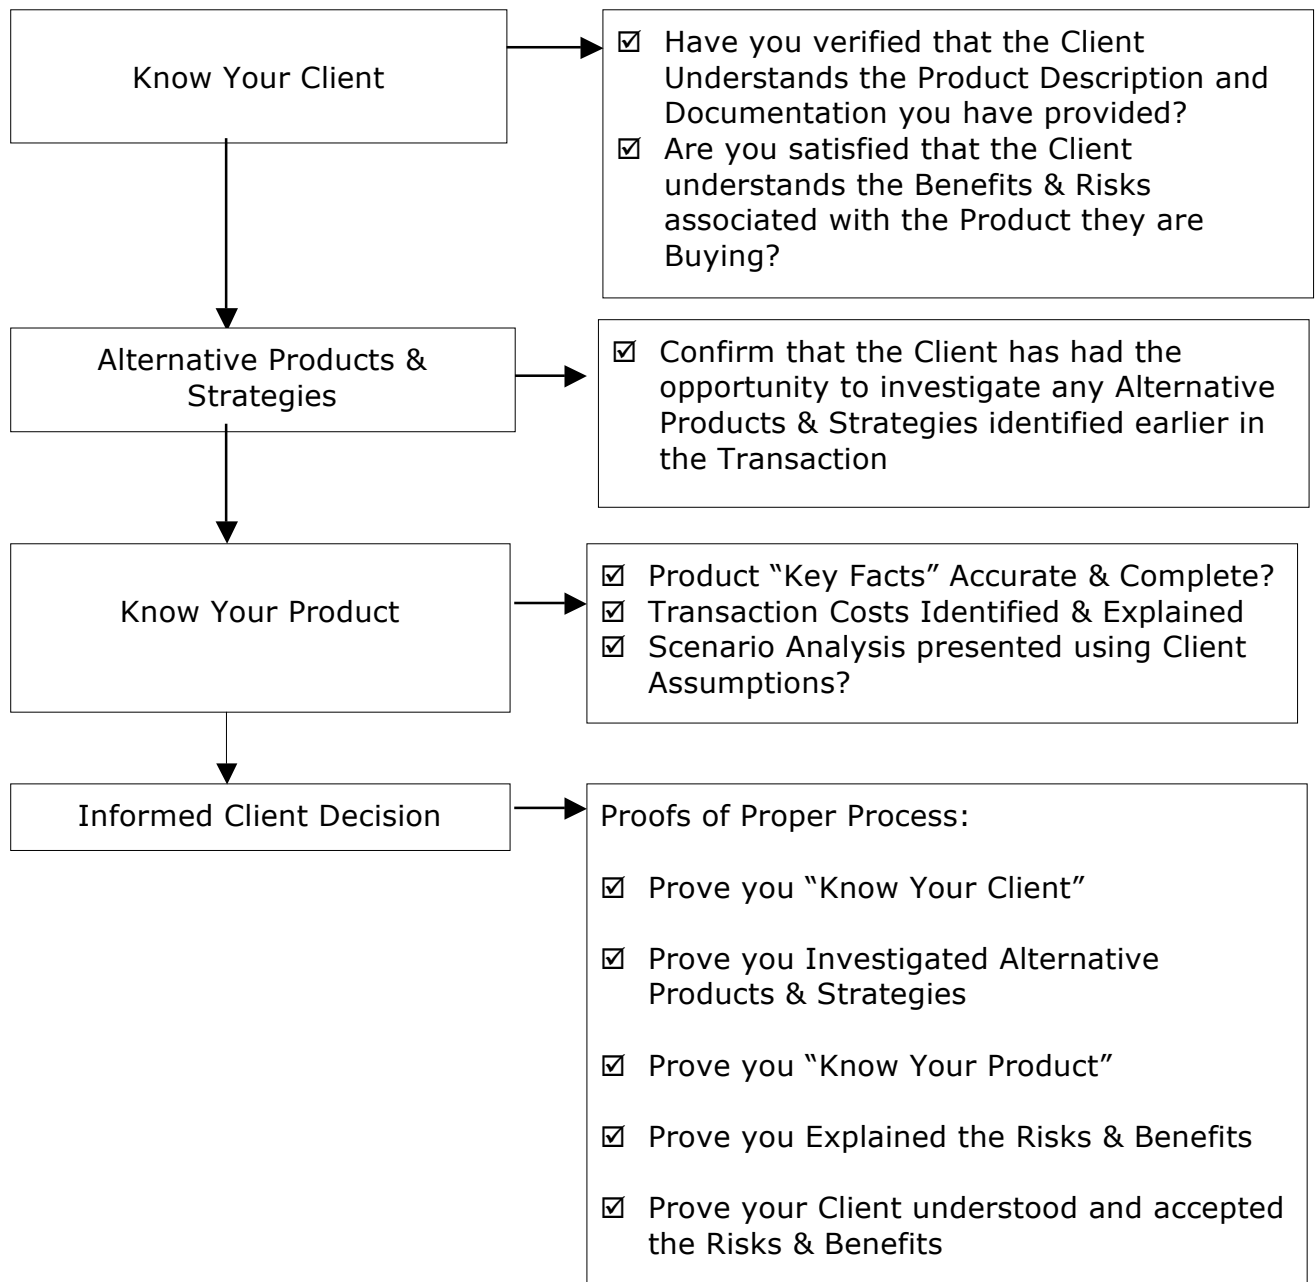 Know Your Client
☑ Have you verified that the Client
Understands the Product Description and
Documentation you have provided?
☑ Are you satisfied that the Client
understands the Benefits & Risks
associated with the Product they are
Buying?
Alternative Products &
Strategies
☑ Confirm that the Client has had the
opportunity to investigate any Alternative
Products & Strategies identified earlier in
the Transaction
Know Your Product
☑ Product “Key Facts” Accurate & Complete?
☑ Transaction Costs Identified & Explained
☑ Scenario Analysis presented using Client
Assumptions?
Informed Client Decision
Proofs of Proper Process:
☑ Prove you “Know Your Client”
☑ Prove you Investigated Alternative
Products & Strategies
☑ Prove you “Know Your Product”
☑ Prove you Explained the Risks & Benefits
☑ Prove your Client understood and accepted
the Risks & Benefits